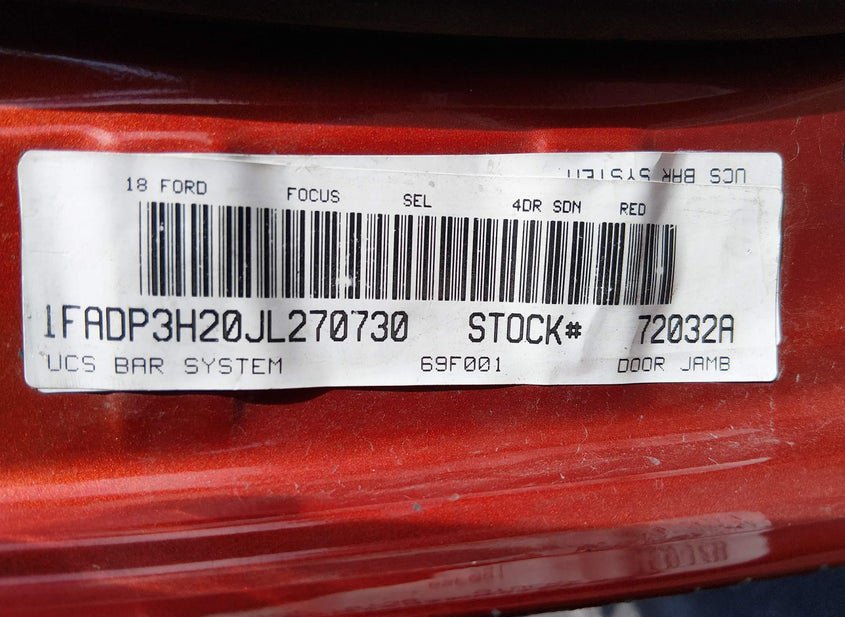 UCS BAR SYSTEM
18 FORD FOCUS SEL 4DR SDN RED
1FADP3H20JL270730 STOCK# 72032A
UCS BAR SYSTEM 69F001 DOOR JAMB